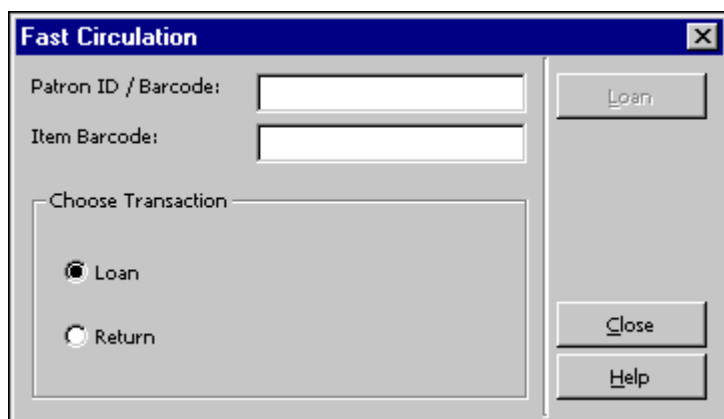 Fast Circulation
Patron ID / Barcode:
Loan
Item Barcode:
Choose Transaction
Loan
Return
Close
Help